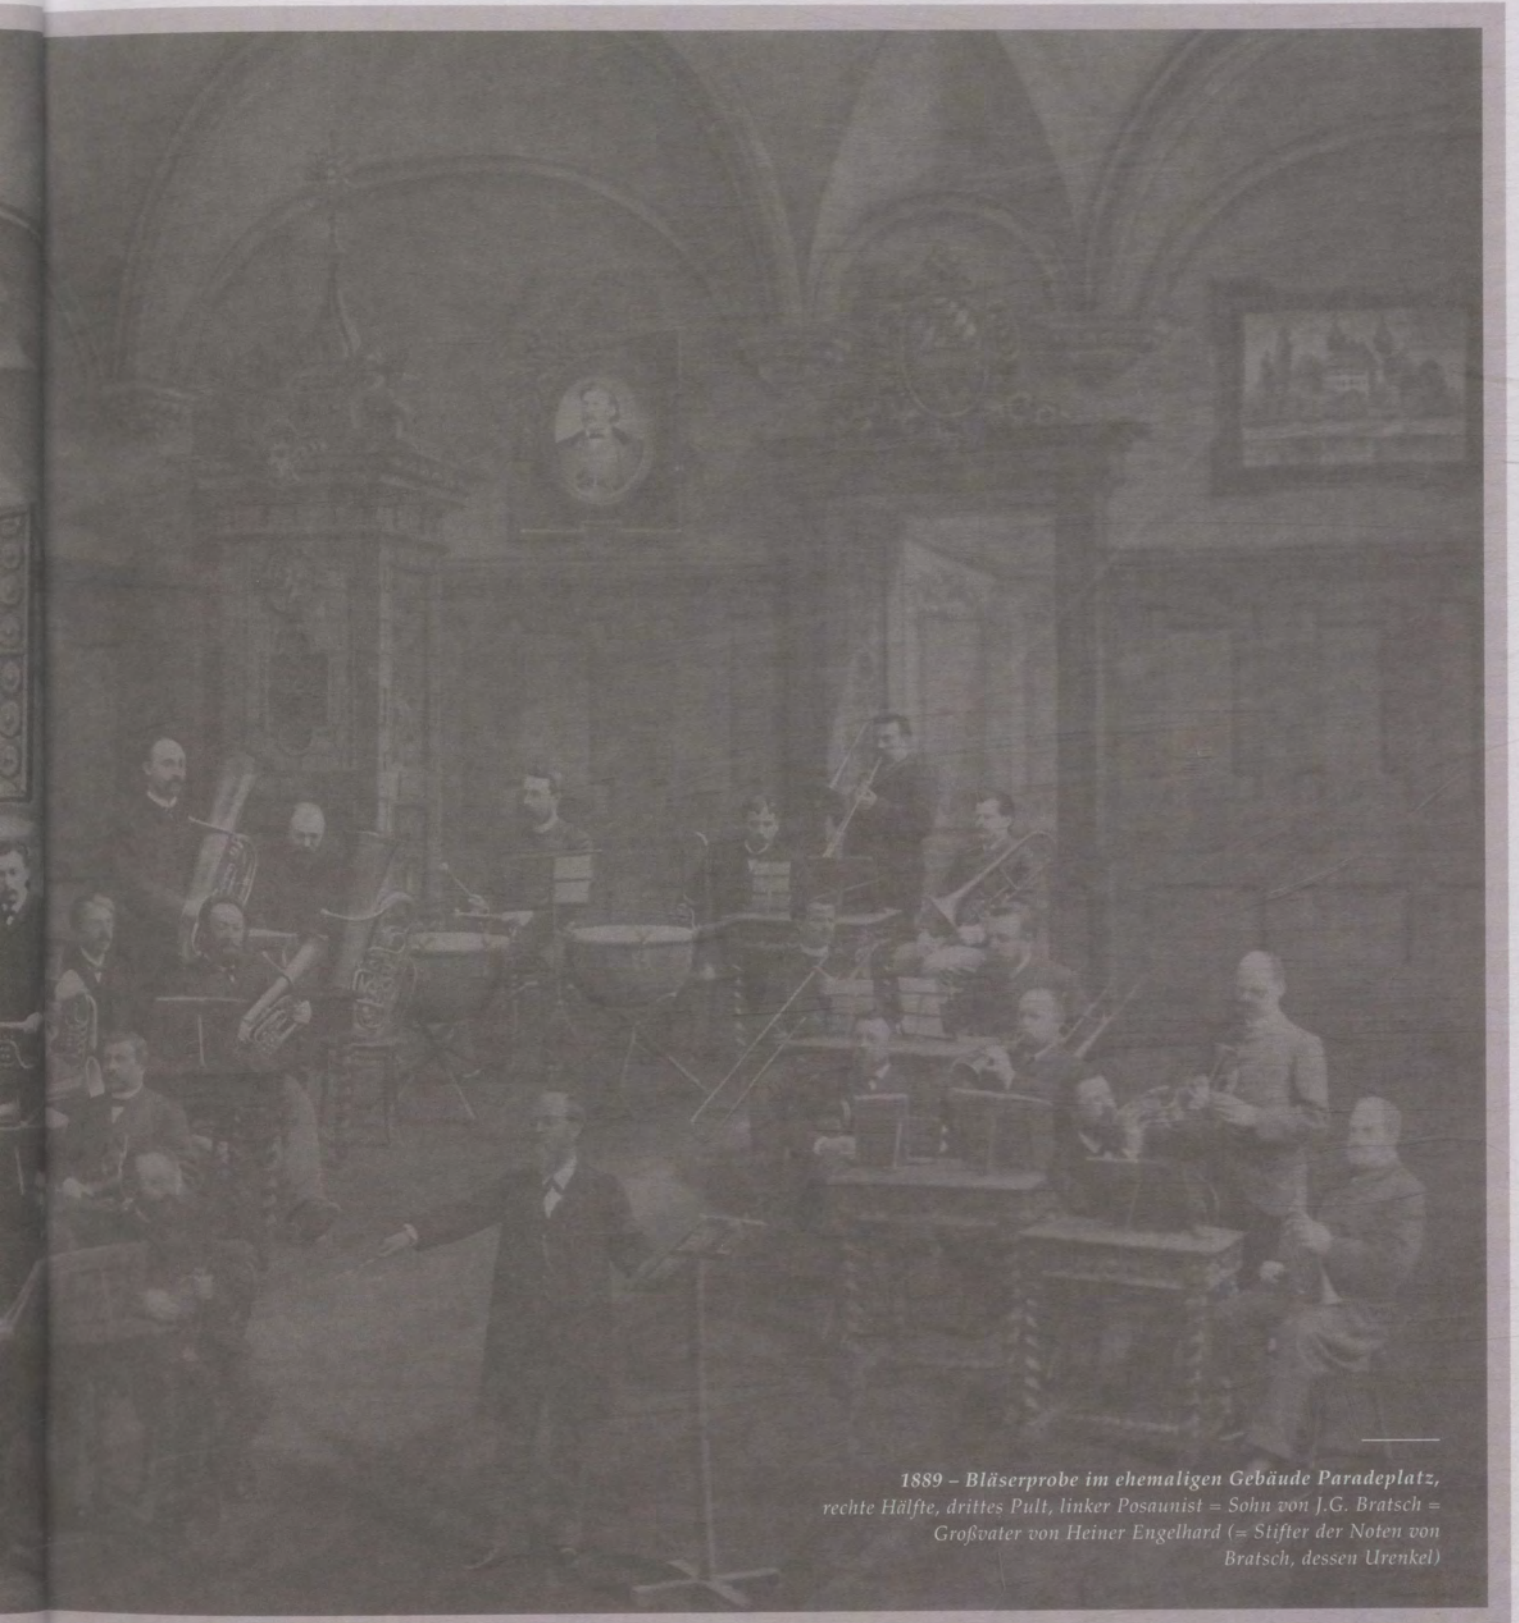 1889 – Bläserprobe im ehemaligen Gebäude Paradeplatz,
rechte Hälfte, drittes Pult, linker Posaunist = Sohn von J.G. Bratsch =
Großvater von Heiner Engelhard (= Stifter der Noten von
Bratsch, dessen Urenkel)